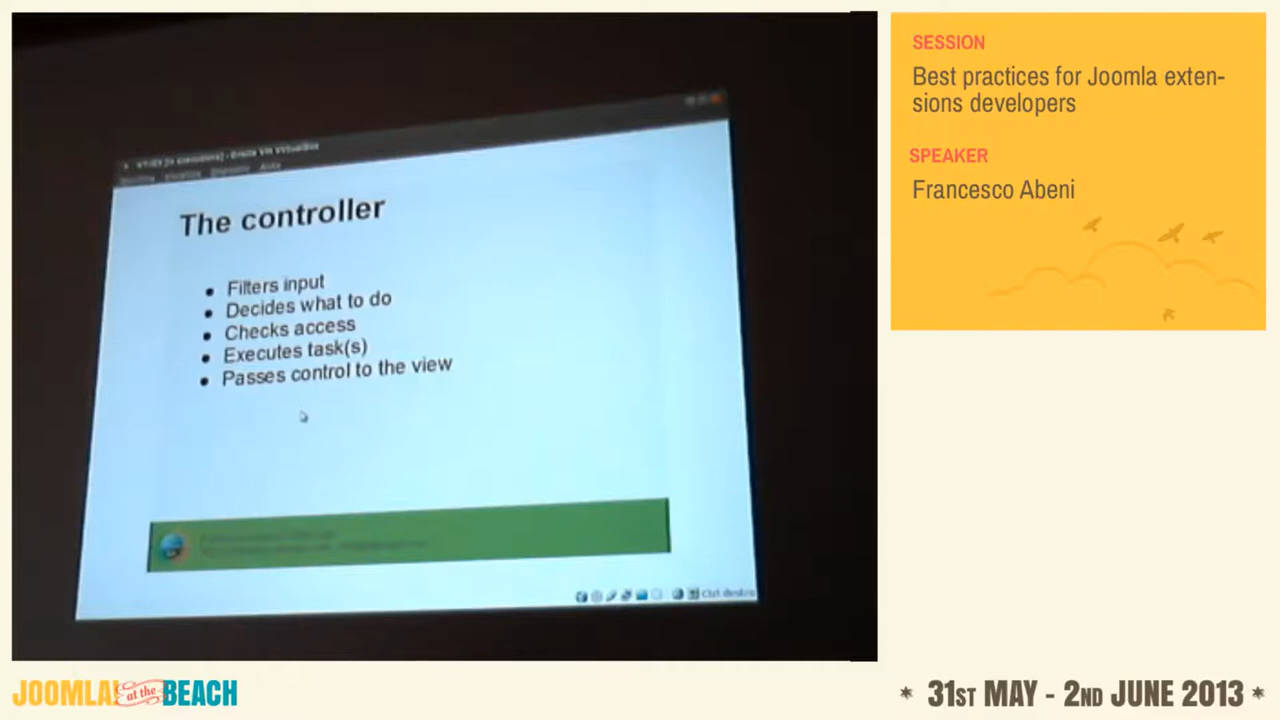 The controller
Filters input
Decides what to do
Checks access
Executes task(s)
Passes control to the view
SESSION
Best practices for Joomla exten-
sions developers
SPEAKER
Francesco Abeni
JOOMLA! at the BEACH
* 31ST MAY - 2ND JUNE 2013 *